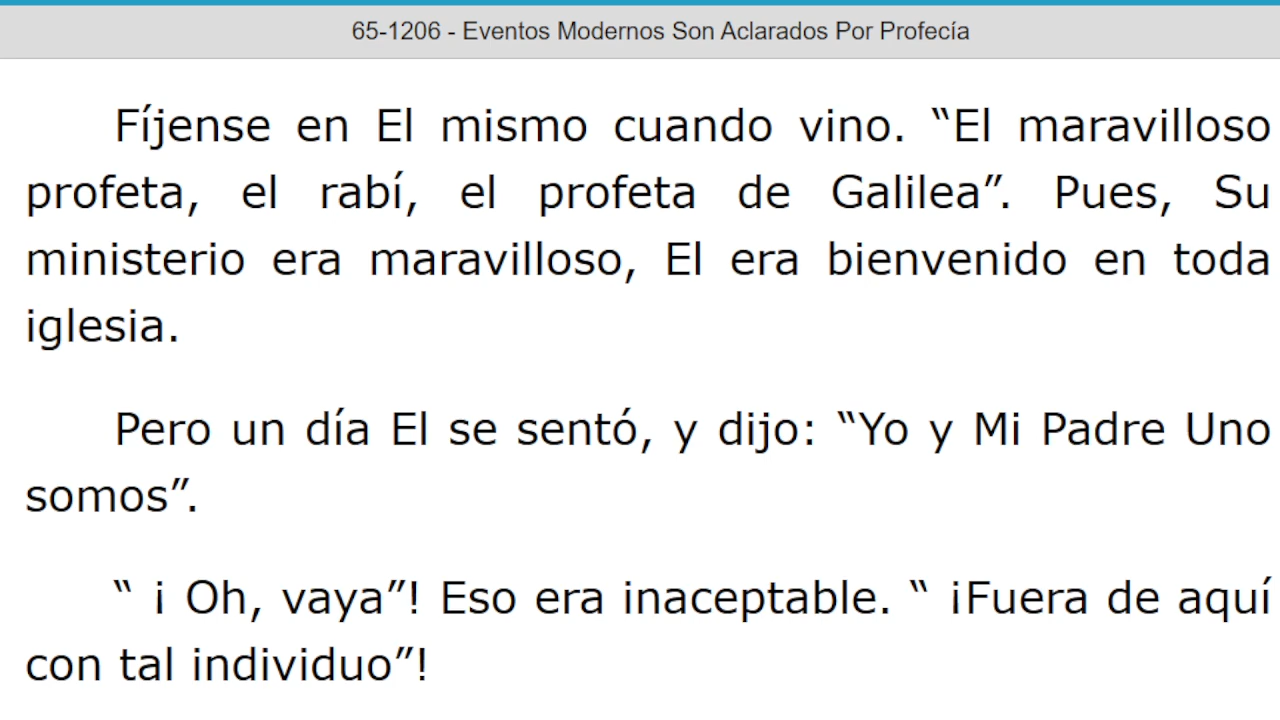 65-1206 - Eventos Modernos Son Aclarados Por Profecía
Fíjense en El mismo cuando vino. “El maravilloso
profeta, el rabí, el profeta de Galilea”. Pues, Su
ministerio era maravilloso, El era bienvenido en toda
iglesia.
Pero un día El se sentó, y dijo: “Yo y Mi Padre Uno
somos”.
“ ¡ Oh, vaya”! Eso era inaceptable. “ ¡Fuera de aquí
con tal individuo”!